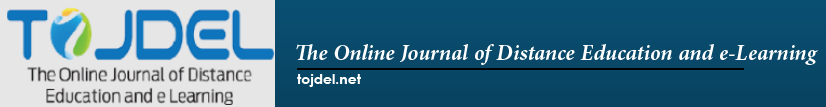 TOJDEL
The Online Journal of Distance
Education and e Learning
The Online Journal of Distance Education and e-Learning
tojdel.net